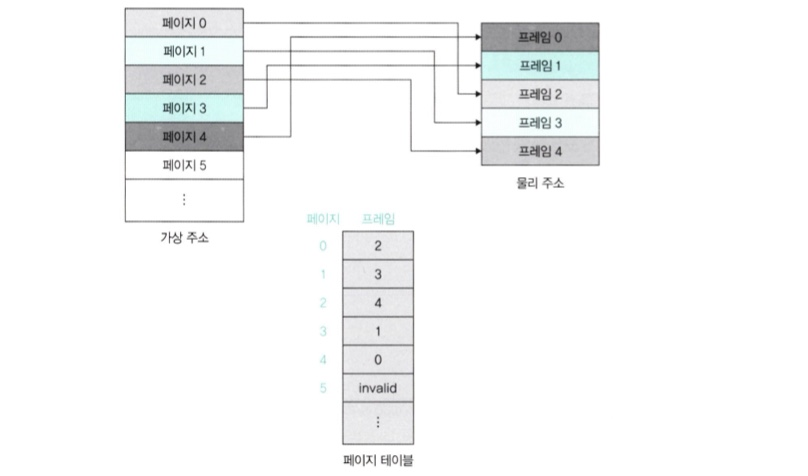 페이지 0
페이지 1
페이지 2
페이지 3
페이지 4
페이지 5
⋮
가상 주소
프레임 0
프레임 1
프레임 2
프레임 3
프레임 4
물리 주소
페이지 프레임
0 2
1 3
2 4
3 1
4 0
5 invalid
⋮
페이지 테이블